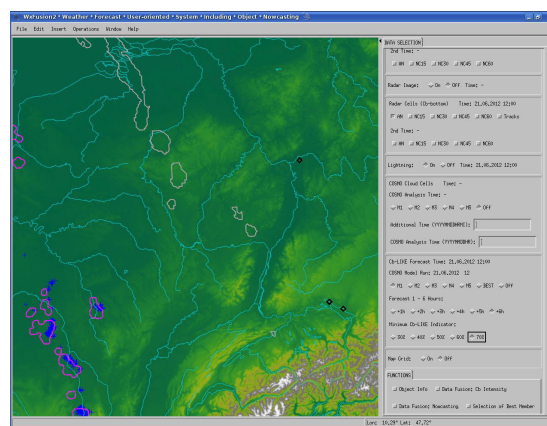 WxFusion2 * Weather * Forecast * User-oriented * System * Including * Object * Nowcasting
File Edit Insert Operations Window Help
DATA SELECTION
2nd Time: -
AN NC15 NC30 NC45 NC60
Radar Image: On Off Time: -
Radar Cells (Cb-bottom) Time: 21.06.2012 12:00
AN NC15 NC30 NC45 NC60 Tracks
2nd Time: -
AN NC15 NC30 NC45 NC60
Lightning: On Off Time: 21.06.2012 12:00
COSMO Cloud Cells Time: -
COSMO Analysis Time: -
M1 M2 M3 M4 M5 Off
Additional Time (YYYYMMDDHHMM):
COSMO Analysis Time (YYYYMMDDHH):
Cb-LIKE Forecast Time: 21.06.2012 12:00
COSMO Model Run: 21.06.2012 12
M1 M2 M3 M4 M5 BEST Off
Forecast 1 - 6 Hours:
+1h +2h +3h +4h +5h +6h
Minimum Cb-LIKE Indicator:
30% 40% 50% 60% 70%
Map Grid: On Off
FUNCTIONS
Object Info Data Fusion: Cb Intensity
Data Fusion: Nowcasting Selection of Best Member
Lon: 10,29° Lat: 47,72°